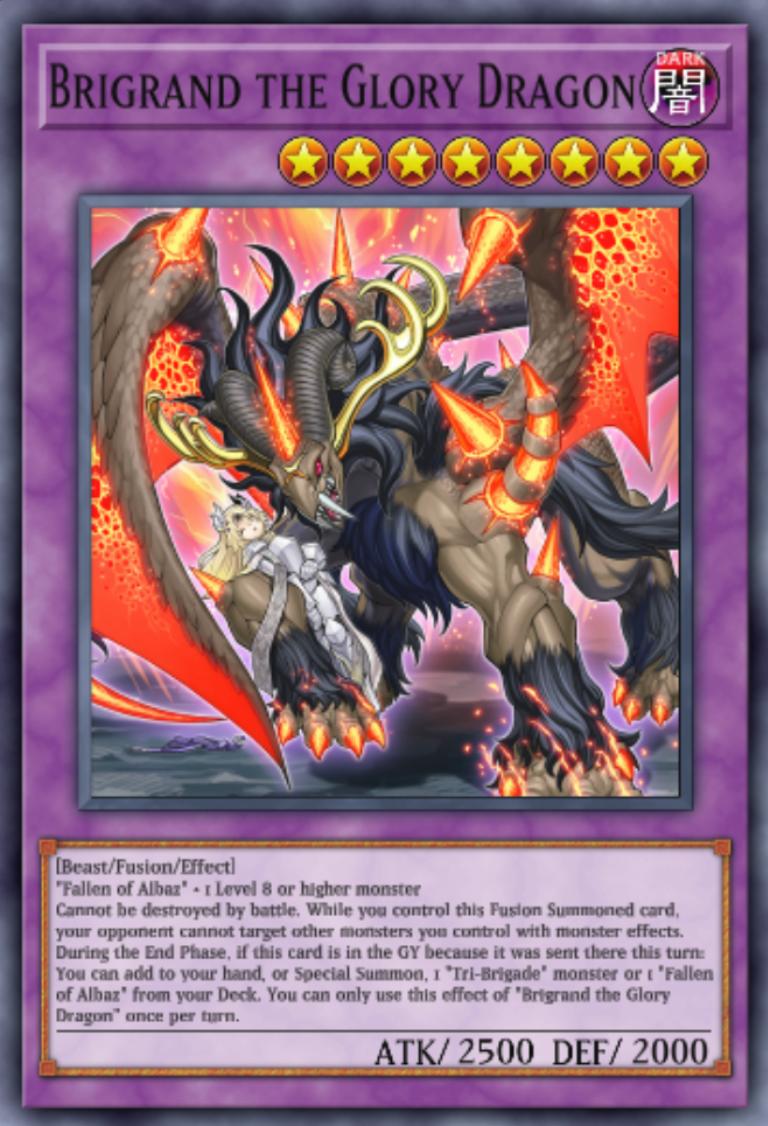 BRIGRAND THE GLORY DRAGON
DARK
闇
[Beast/Fusion/Effect]
"Fallen of Albaz" + 1 Level 8 or higher monster
Cannot be destroyed by battle. While you control this Fusion Summoned card,
your opponent cannot target other monsters you control with monster effects.
During the End Phase, if this card is in the GY because it was sent there this turn:
You can add to your hand, or Special Summon, 1 "Tri-Brigade" monster or 1 "Fallen
of Albaz" from your Deck. You can only use this effect of "Brigrand the Glory
Dragon" once per turn.
ATK/ 2500 DEF/ 2000